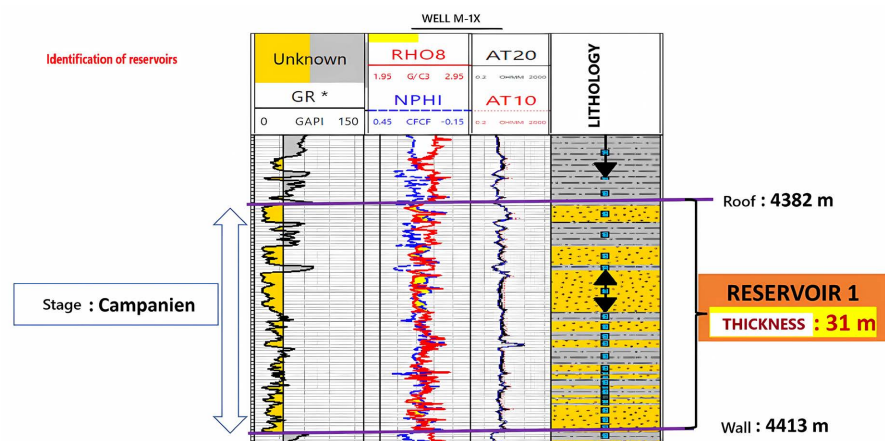 WELL M-1X
Identification of reservoirs
Unknown
GR *
0 GAPI 150
RHO8
1.95 G/C3 2.95
NPHI
0.45 CFCF -0.15
AT20
0.2 OHMM 2000
AT10
0.2 OHMM 2000
LITHOLOGY
Roof : 4382 m
Stage : Campanien
RESERVOIR 1
THICKNESS : 31 m
Wall : 4413 m